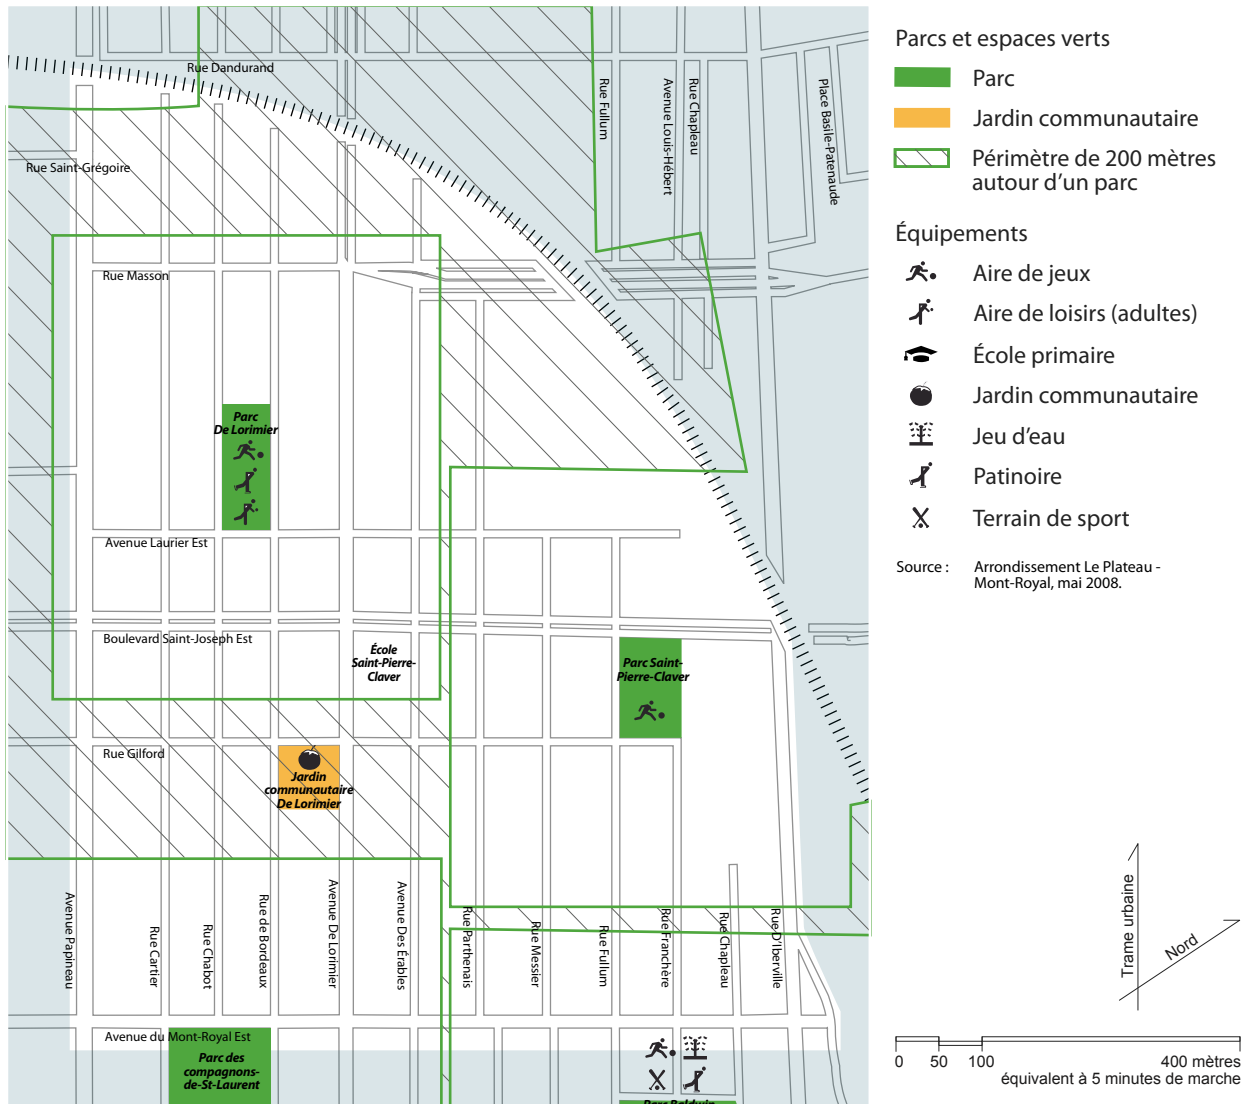 Rue Dandurand
Rue Fullum
Avenue Louis-Hébert
Rue Chapleau
Place Basile-Patenaude
Rue Saint-Grégoire
Rue Masson
Parc
De Lorimier
Avenue Laurier Est
Boulevard Saint-Joseph Est
École
Saint-Pierre-
Claver
Parc Saint-
Pierre-Claver
Rue Gilford
Jardin
communautaire
De Lorimier
Avenue Papineau
Rue Cartier
Rue Chabot
Rue de Bordeaux
Avenue De Lorimier
Avenue Des Érables
Rue Parthenais
Rue Messier
Rue Fullum
Rue Franchère
Rue Chapleau
Rue D'Iberville
Avenue du Mont-Royal Est
Parc des
compagnons-
de-St-Laurent
Parc Baldwin
Parcs et espaces verts
Parc
Jardin communautaire
Périmètre de 200 mètres
autour d'un parc
Équipements
Aire de jeux
Aire de loisirs (adultes)
École primaire
Jardin communautaire
Jeu d'eau
Patinoire
Terrain de sport
Source : Arrondissement Le Plateau -
Mont-Royal, mai 2008.
Trame urbaine
Nord
0 50 100 400 mètres
équivalent à 5 minutes de marche